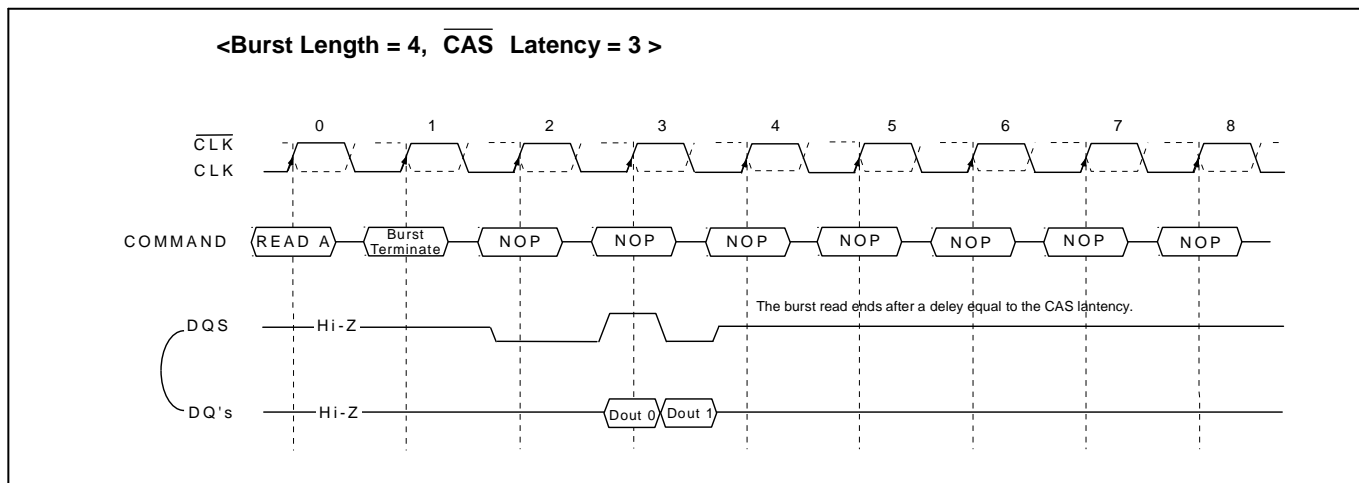 <Burst Length = 4, CAS Latency = 3 >
0 1 2 3 4 5 6 7 8
CLK
CLK
COMMAND READ A Burst Terminate NOP NOP NOP NOP NOP NOP NOP
The burst read ends after a deley equal to the CAS lantency.
DQS Hi-Z
DQ's Hi-Z Dout 0 Dout 1